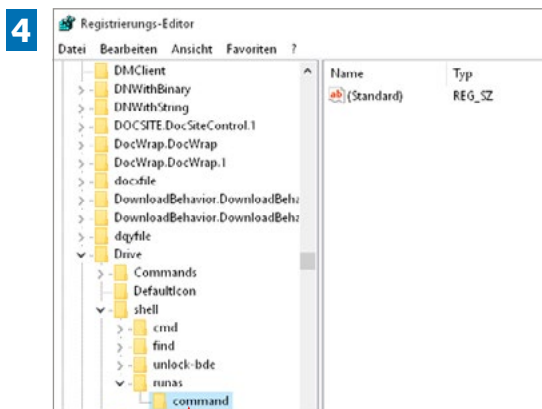 4
Registrierungs-Editor
Datei Bearbeiten Ansicht Favoriten ?
DMClient
DNWithBinary
DNWithString
DOCSITE.DocSiteControl.1
DocWrap.DocWrap
DocWrap.DocWrap.1
docxfile
DownloadBehavior.DownloadBeha
DownloadBehavior.DownloadBeha
dqyfile
Drive
Commands
DefaultIcon
shell
cmd
find
unlock-bde
runas
command
Name Typ
ab (Standard) REG_SZ